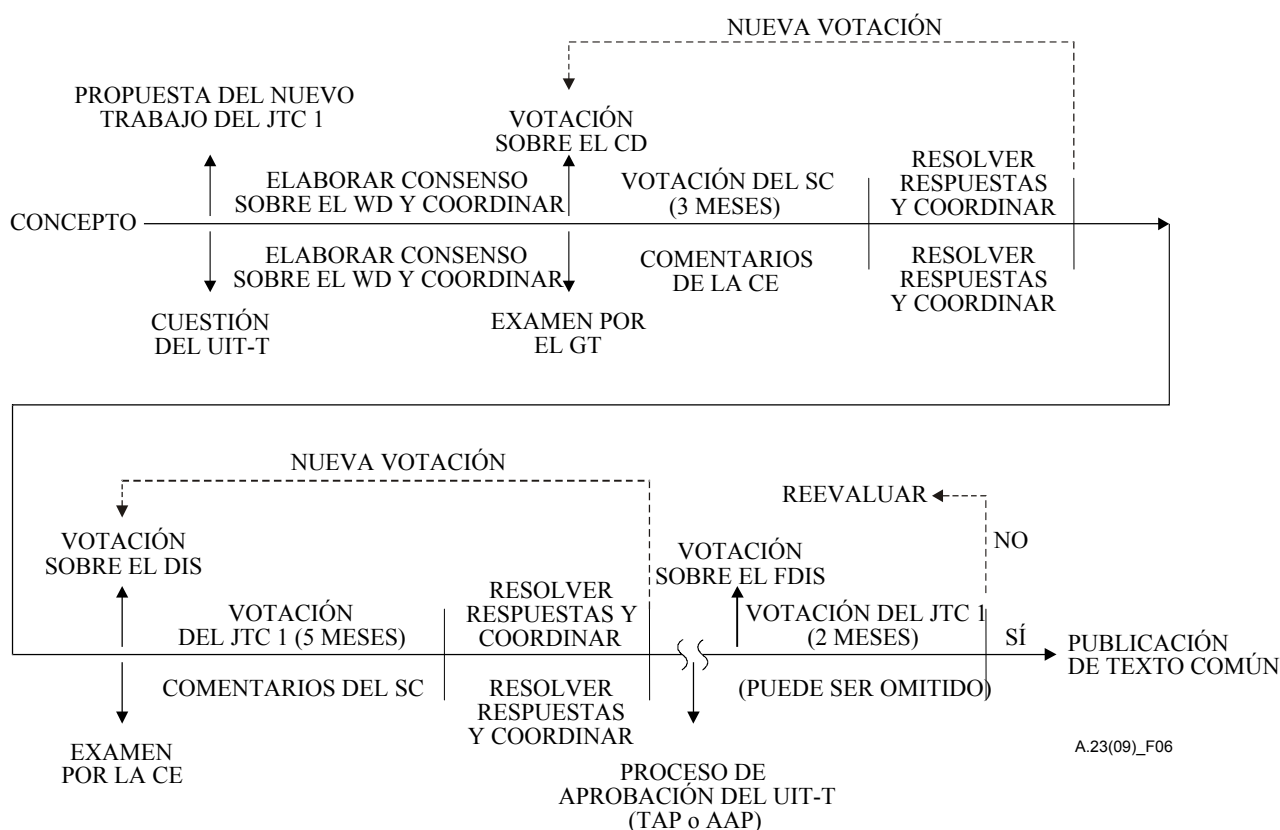 NUEVA VOTACIÓN
PROPUESTA DEL NUEVO
TRABAJO DEL JTC 1
VOTACIÓN
SOBRE EL CD
ELABORAR CONSENSO
SOBRE EL WD Y COORDINAR
VOTACIÓN DEL SC
(3 MESES)
RESOLVER
RESPUESTAS
Y COORDINAR
CONCEPTO
ELABORAR CONSENSO
SOBRE EL WD Y COORDINAR
COMENTARIOS
DE LA CE
RESOLVER
RESPUESTAS
Y COORDINAR
CUESTIÓN
DEL UIT-T
EXAMEN POR
EL GT
NUEVA VOTACIÓN
REEVALUAR
VOTACIÓN
SOBRE EL DIS
VOTACIÓN
SOBRE EL FDIS
NO
VOTACIÓN
DEL JTC 1 (5 MESES)
RESOLVER
RESPUESTAS Y
COORDINAR
VOTACIÓN DEL JTC 1
(2 MESES)
SÍ
PUBLICACIÓN
DE TEXTO COMÚN
COMENTARIOS DEL SC
RESOLVER
RESPUESTAS
Y COORDINAR
(PUEDE SER OMITIDO)
EXAMEN
POR LA CE
PROCESO DE
APROBACIÓN DEL UIT-T
(TAP o AAP)
A.23(09)_F06